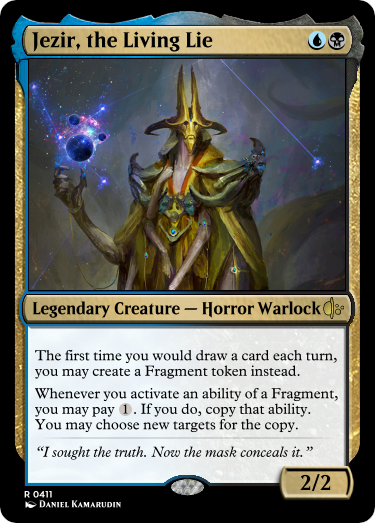 Jezir, the Living Lie
Legendary Creature — Horror Warlock
The first time you would draw a card each turn,
you may create a Fragment token instead.
Whenever you activate an ability of a Fragment,
you may pay 1. If you do, copy that ability.
You may choose new targets for the copy.
“I sought the truth. Now the mask conceals it.”
2/2
R 0411
Daniel Kamarudin